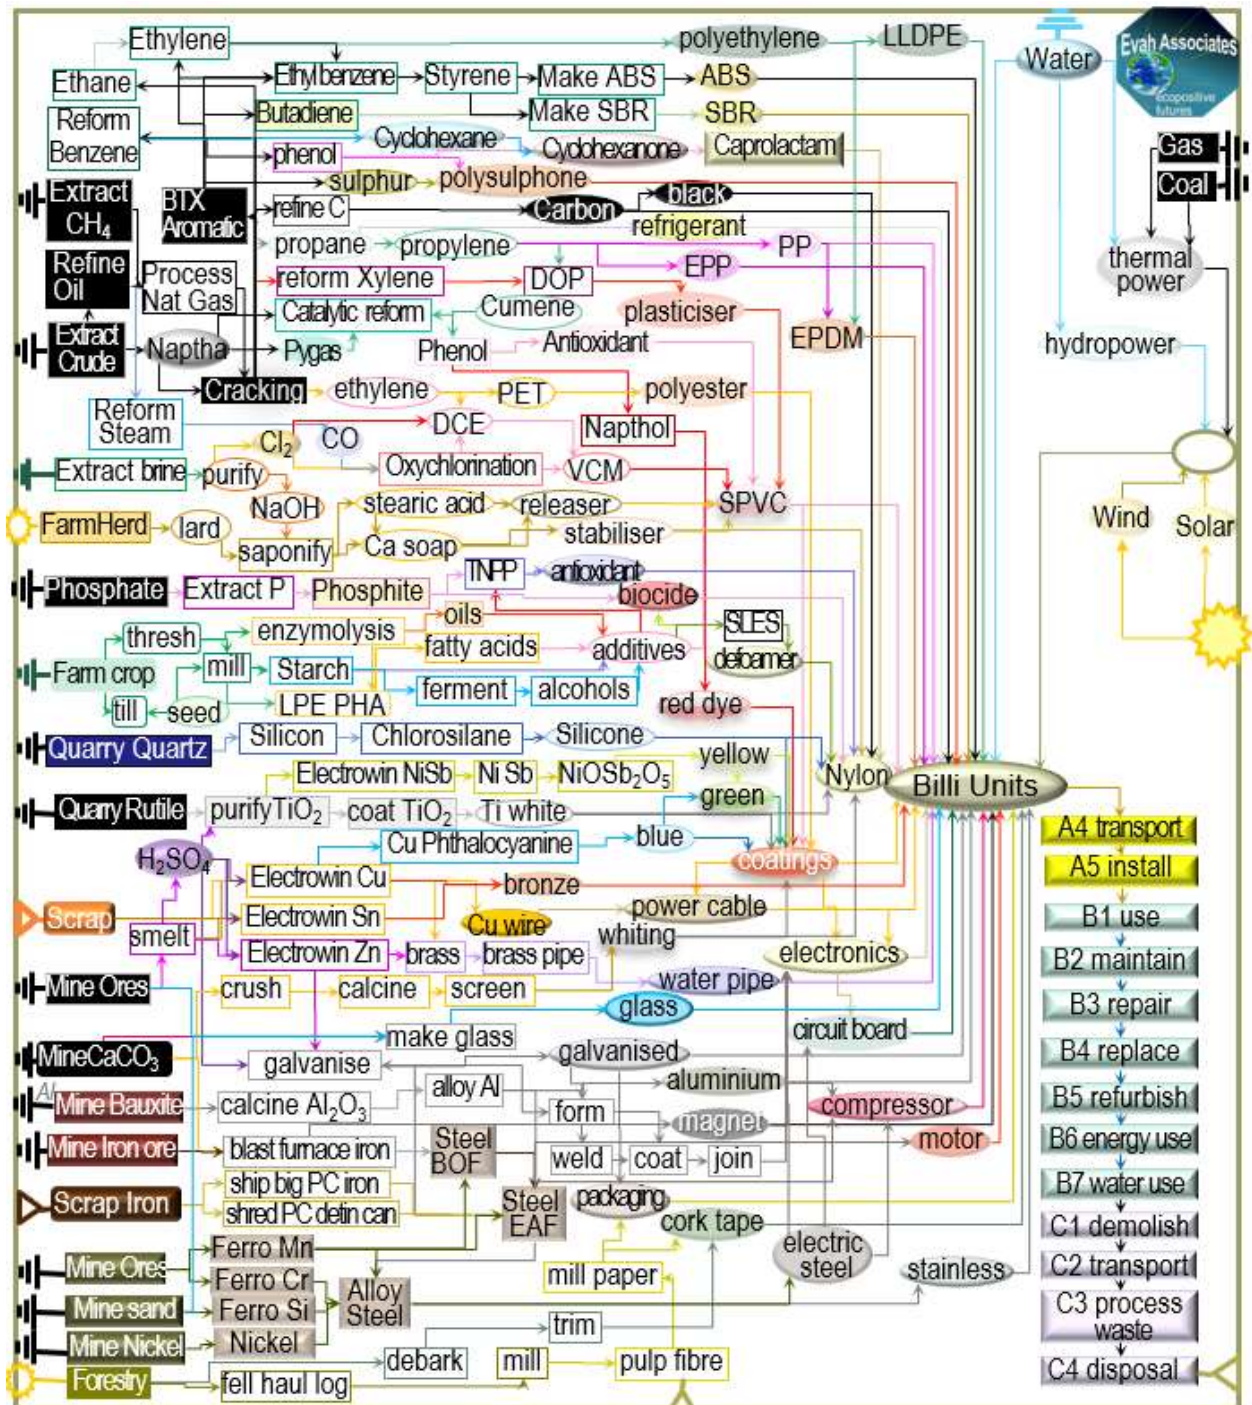 Ethylene
polyethylene
LLDPE
Water
Evah Associates
ecopositive
futures
Ethane
Ethylbenzene
Styrene
Make ABS
ABS
Butadiene
Make SBR
SBR
Reform
Benzene
Cyclohexane
Cyclohexanone
Caprolactam
Gas
Coal
phenol
sulphur
polysulphone
Extract
CH4
BTX
Aromatic
refine C
Carbon
black
refrigerant
propane
propylene
PP
EPP
thermal
power
Refine
Oil
Process
Nat Gas
reform Xylene
DOP
Cumene
plasticiser
Catalytic reform
Extract
Crude
Naptha
Pygas
Phenol
Antioxidant
EPDM
hydropower
Cracking
ethylene
PET
polyester
Reform
Steam
Cl2
CO
DCE
Napthol
Extract brine
purify
Oxychlorination
VCM
SPVC
NaOH
stearic acid
releaser
Wind
Solar
FarmHerd
lard
saponify
Ca soap
stabiliser
Phosphate
Extract P
Phosphite
TNPP
antioxidant
biocide
thresh
enzymolysis
oils
fatty acids
additives
SLES
defoamer
Farm crop
mill
Starch
ferment
alcohols
till
seed
LPE PHA
red dye
Quarry Quartz
Silicon
Chlorosilane
Silicone
yellow
Electrowin NiSb
Ni Sb
NiOSb2O5
Nylon
Billi Units
green
Quarry Rutile
purifyTiO2
coat TiO2
Ti white
Cu Phthalocyanine
blue
coatings
A4 transport
H2SO4
Electrowin Cu
bronze
A5 install
Scrap
Electrowin Sn
Cu wire
power cable
B1 use
smelt
whiting
Electrowin Zn
brass
brass pipe
electronics
B2 maintain
Mine Ores
crush
calcine
screen
water pipe
glass
B3 repair
make glass
circuit board
MineCaCO3
galvanise
galvanised
B4 replace
Al
Mine Bauxite
calcine Al2O3
alloy Al
aluminium
form
compressor
B5 refurbish
magnet
Mine Iron ore
blast furnace iron
Steel
BOF
weld
coat
join
motor
B6 energy use
Scrap Iron
ship big PC iron
shred PC detin can
Steel
EAF
packaging
B7 water use
cork tape
C1 demolish
Mine Ores
Ferro Mn
electric
steel
Ferro Cr
mill paper
stainless
C2 transport
Mine sand
Ferro Si
Alloy
Steel
C3 process
waste
Mine Nickel
Nickel
trim
debark
mill
pulp fibre
C4 disposal
Forestry
fell haul log